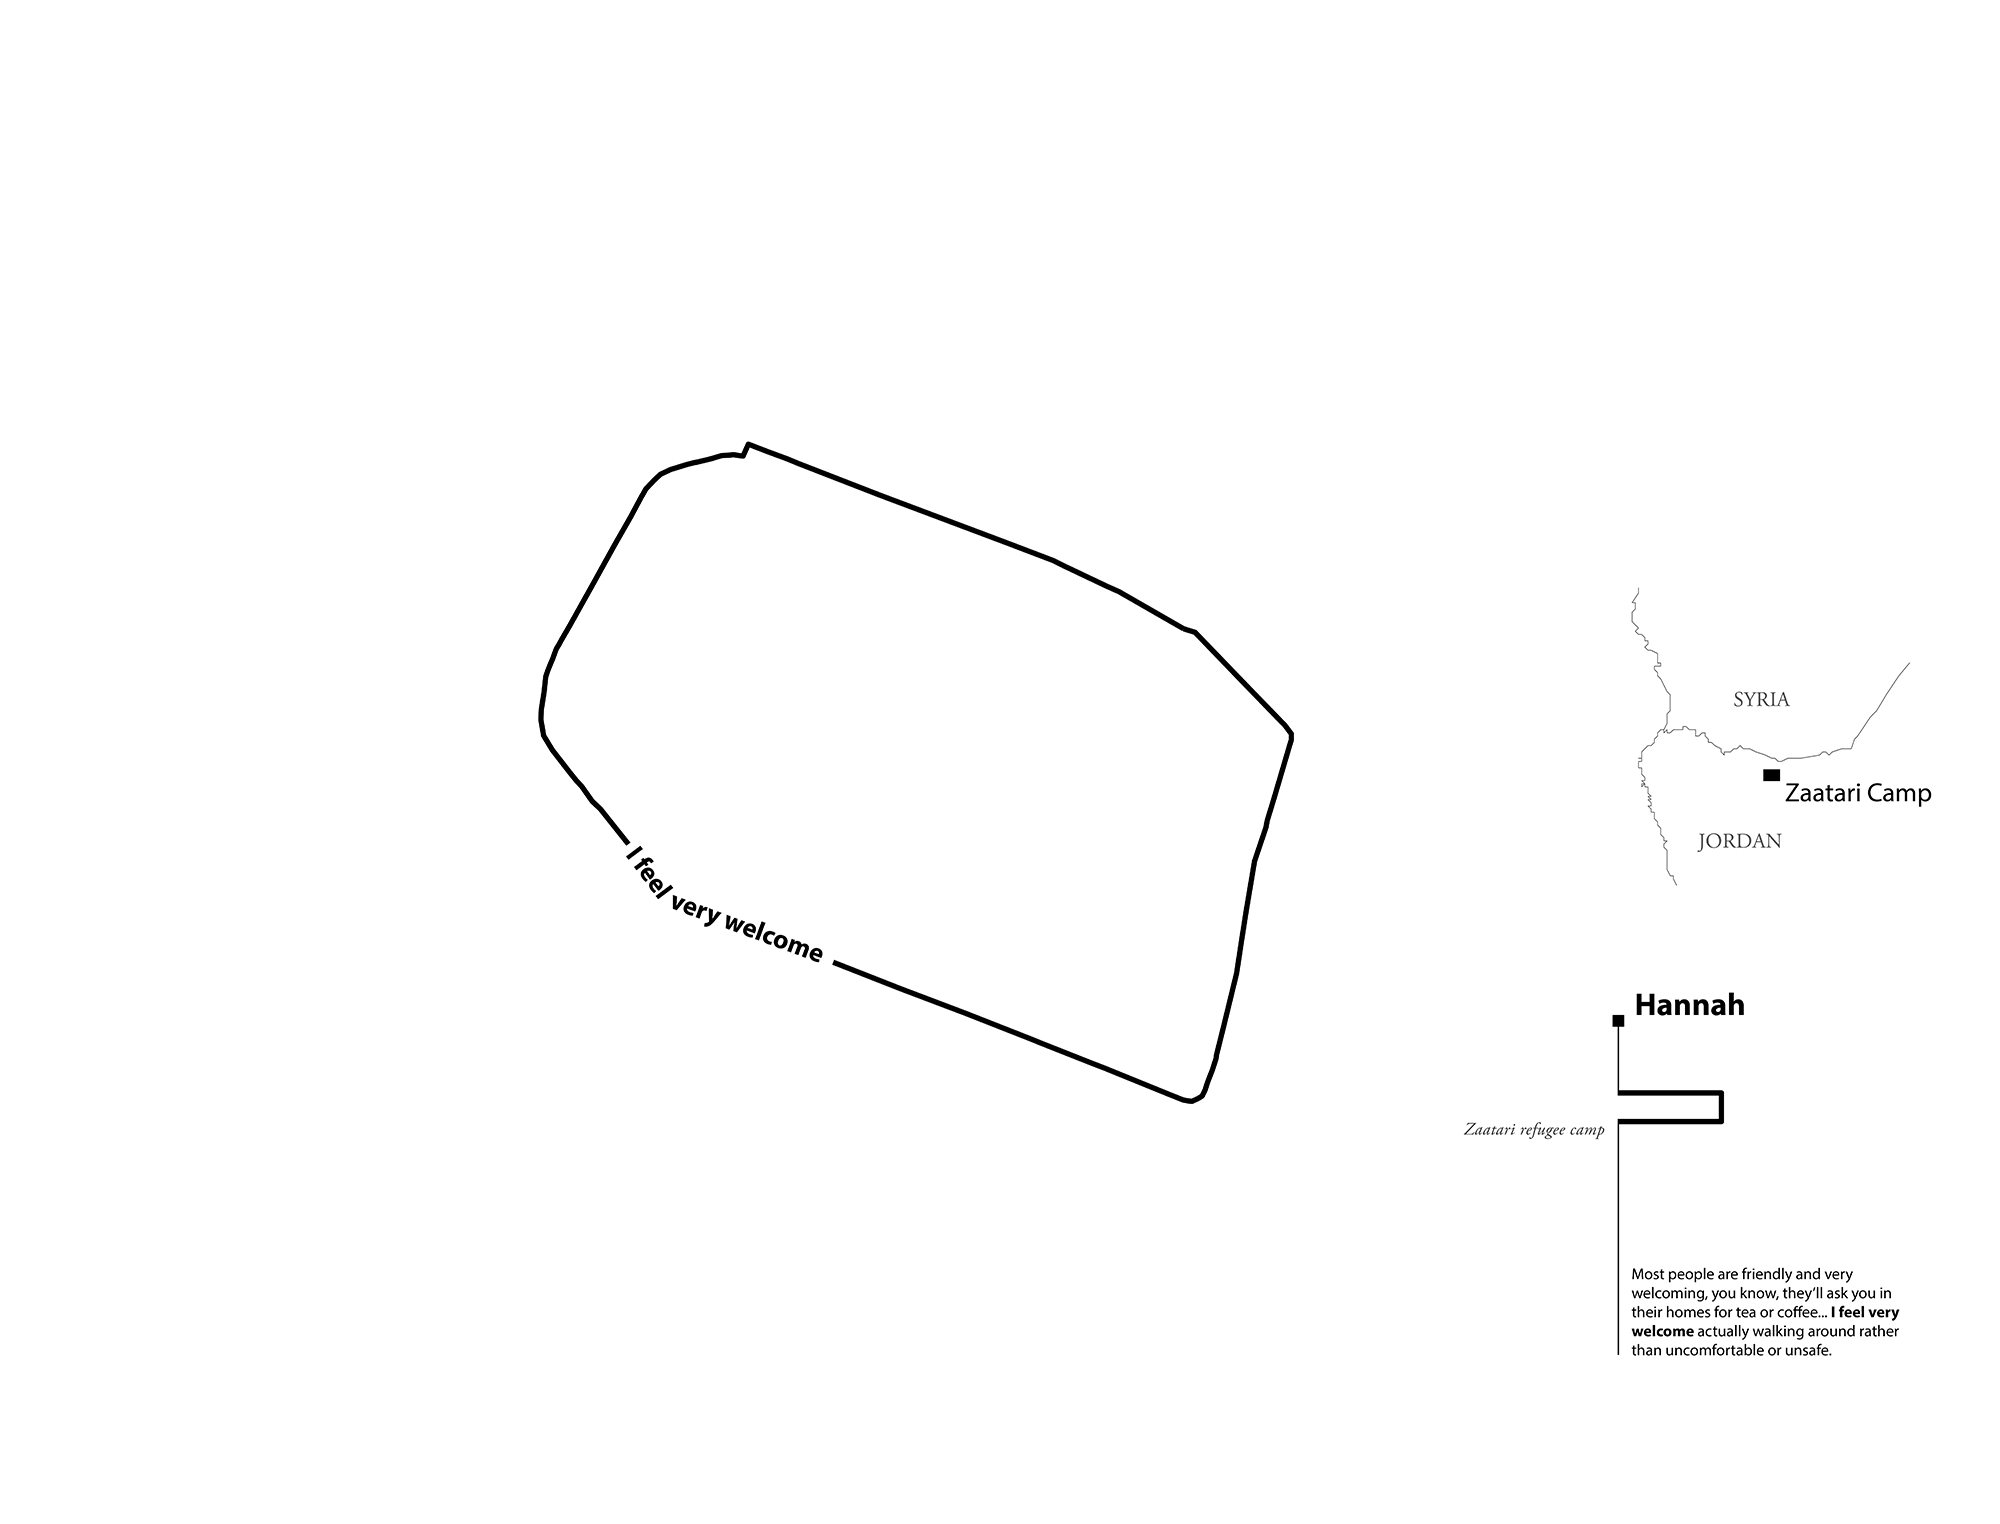 I feel very welcome
SYRIA
Zaatari Camp
JORDAN
Hannah
Zaatari refugee camp
Most people are friendly and very
welcoming, you know, they’ll ask you in
their homes for tea or coffee... I feel very
welcome actually walking around rather
than uncomfortable or unsafe.